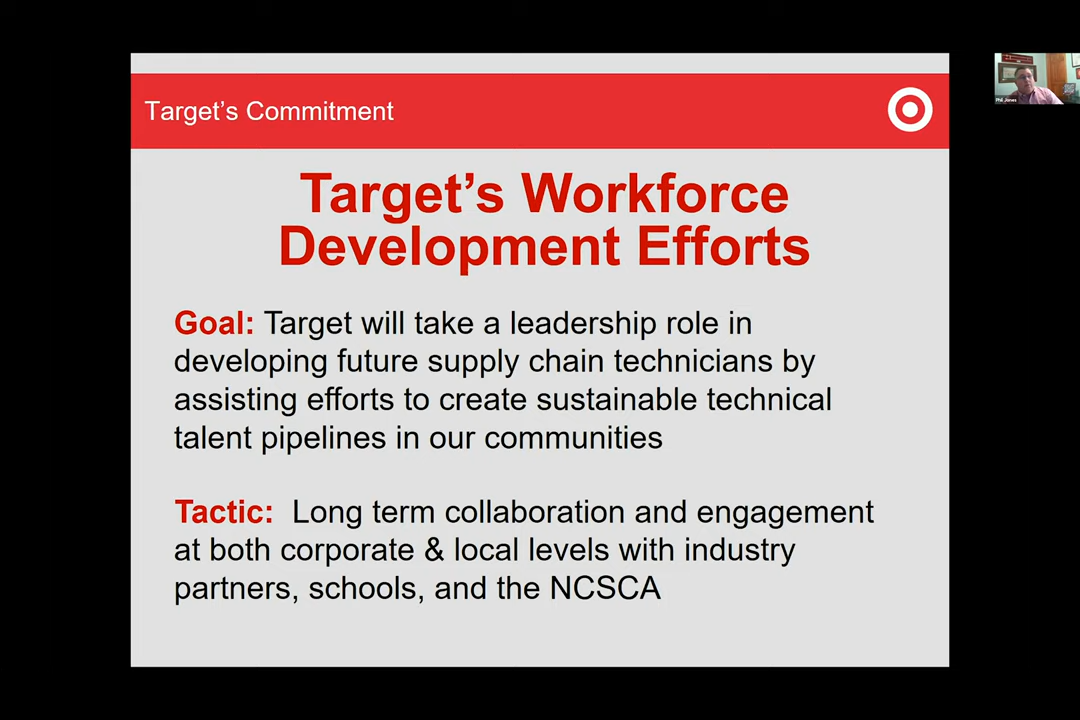 Target's Commitment
Target's Workforce
Development Efforts
Goal: Target will take a leadership role in
developing future supply chain technicians by
assisting efforts to create sustainable technical
talent pipelines in our communities
Tactic: Long term collaboration and engagement
at both corporate & local levels with industry
partners, schools, and the NCSCA
Phil Jones